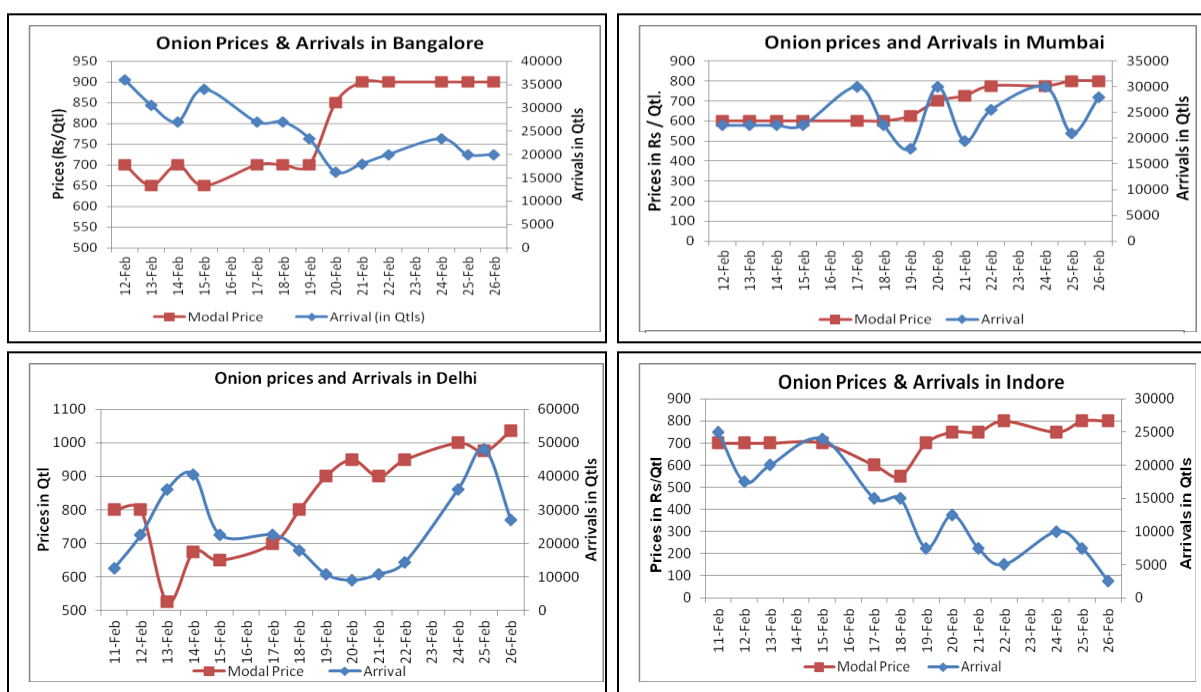 Onion Prices & Arrivals in Bangalore
Prices (Rs/Qtl)
950
900
850
800
750
700
650
600
550
500
40000
35000
30000
25000
20000
15000
10000
5000
0
Arrivals in Qtls
12-Feb
13-Feb
14-Feb
15-Feb
16-Feb
17-Feb
18-Feb
19-Feb
20-Feb
21-Feb
22-Feb
23-Feb
24-Feb
25-Feb
26-Feb
Modal Price
Arrival (in Qtls)
Onion prices and Arrivals in Mumbai
Prices in Rs / Qtl.
900
800
700
600
500
400
300
200
100
0
35000
30000
25000
20000
15000
10000
5000
0
Arrivals in Qtls
12-Feb
13-Feb
14-Feb
15-Feb
16-Feb
17-Feb
18-Feb
19-Feb
20-Feb
21-Feb
22-Feb
23-Feb
24-Feb
25-Feb
26-Feb
Modal Price
Arrival
Onion prices and Arrivals in Delhi
Prices in Qtl
1100
1000
900
800
700
600
500
60000
50000
40000
30000
20000
10000
0
Arrivals in Qtls
11-Feb
12-Feb
13-Feb
14-Feb
15-Feb
16-Feb
17-Feb
18-Feb
19-Feb
20-Feb
21-Feb
22-Feb
23-Feb
24-Feb
25-Feb
26-Feb
Modal Price
Arrival
Onion Prices & Arrivals in Indore
Prices in Rs/Qtl
900
800
700
600
500
400
300
200
100
0
30000
25000
20000
15000
10000
5000
0
Arrivals in Qtls
11-Feb
12-Feb
13-Feb
14-Feb
15-Feb
16-Feb
17-Feb
18-Feb
19-Feb
20-Feb
21-Feb
22-Feb
23-Feb
24-Feb
25-Feb
26-Feb
Modal Price
Arrival